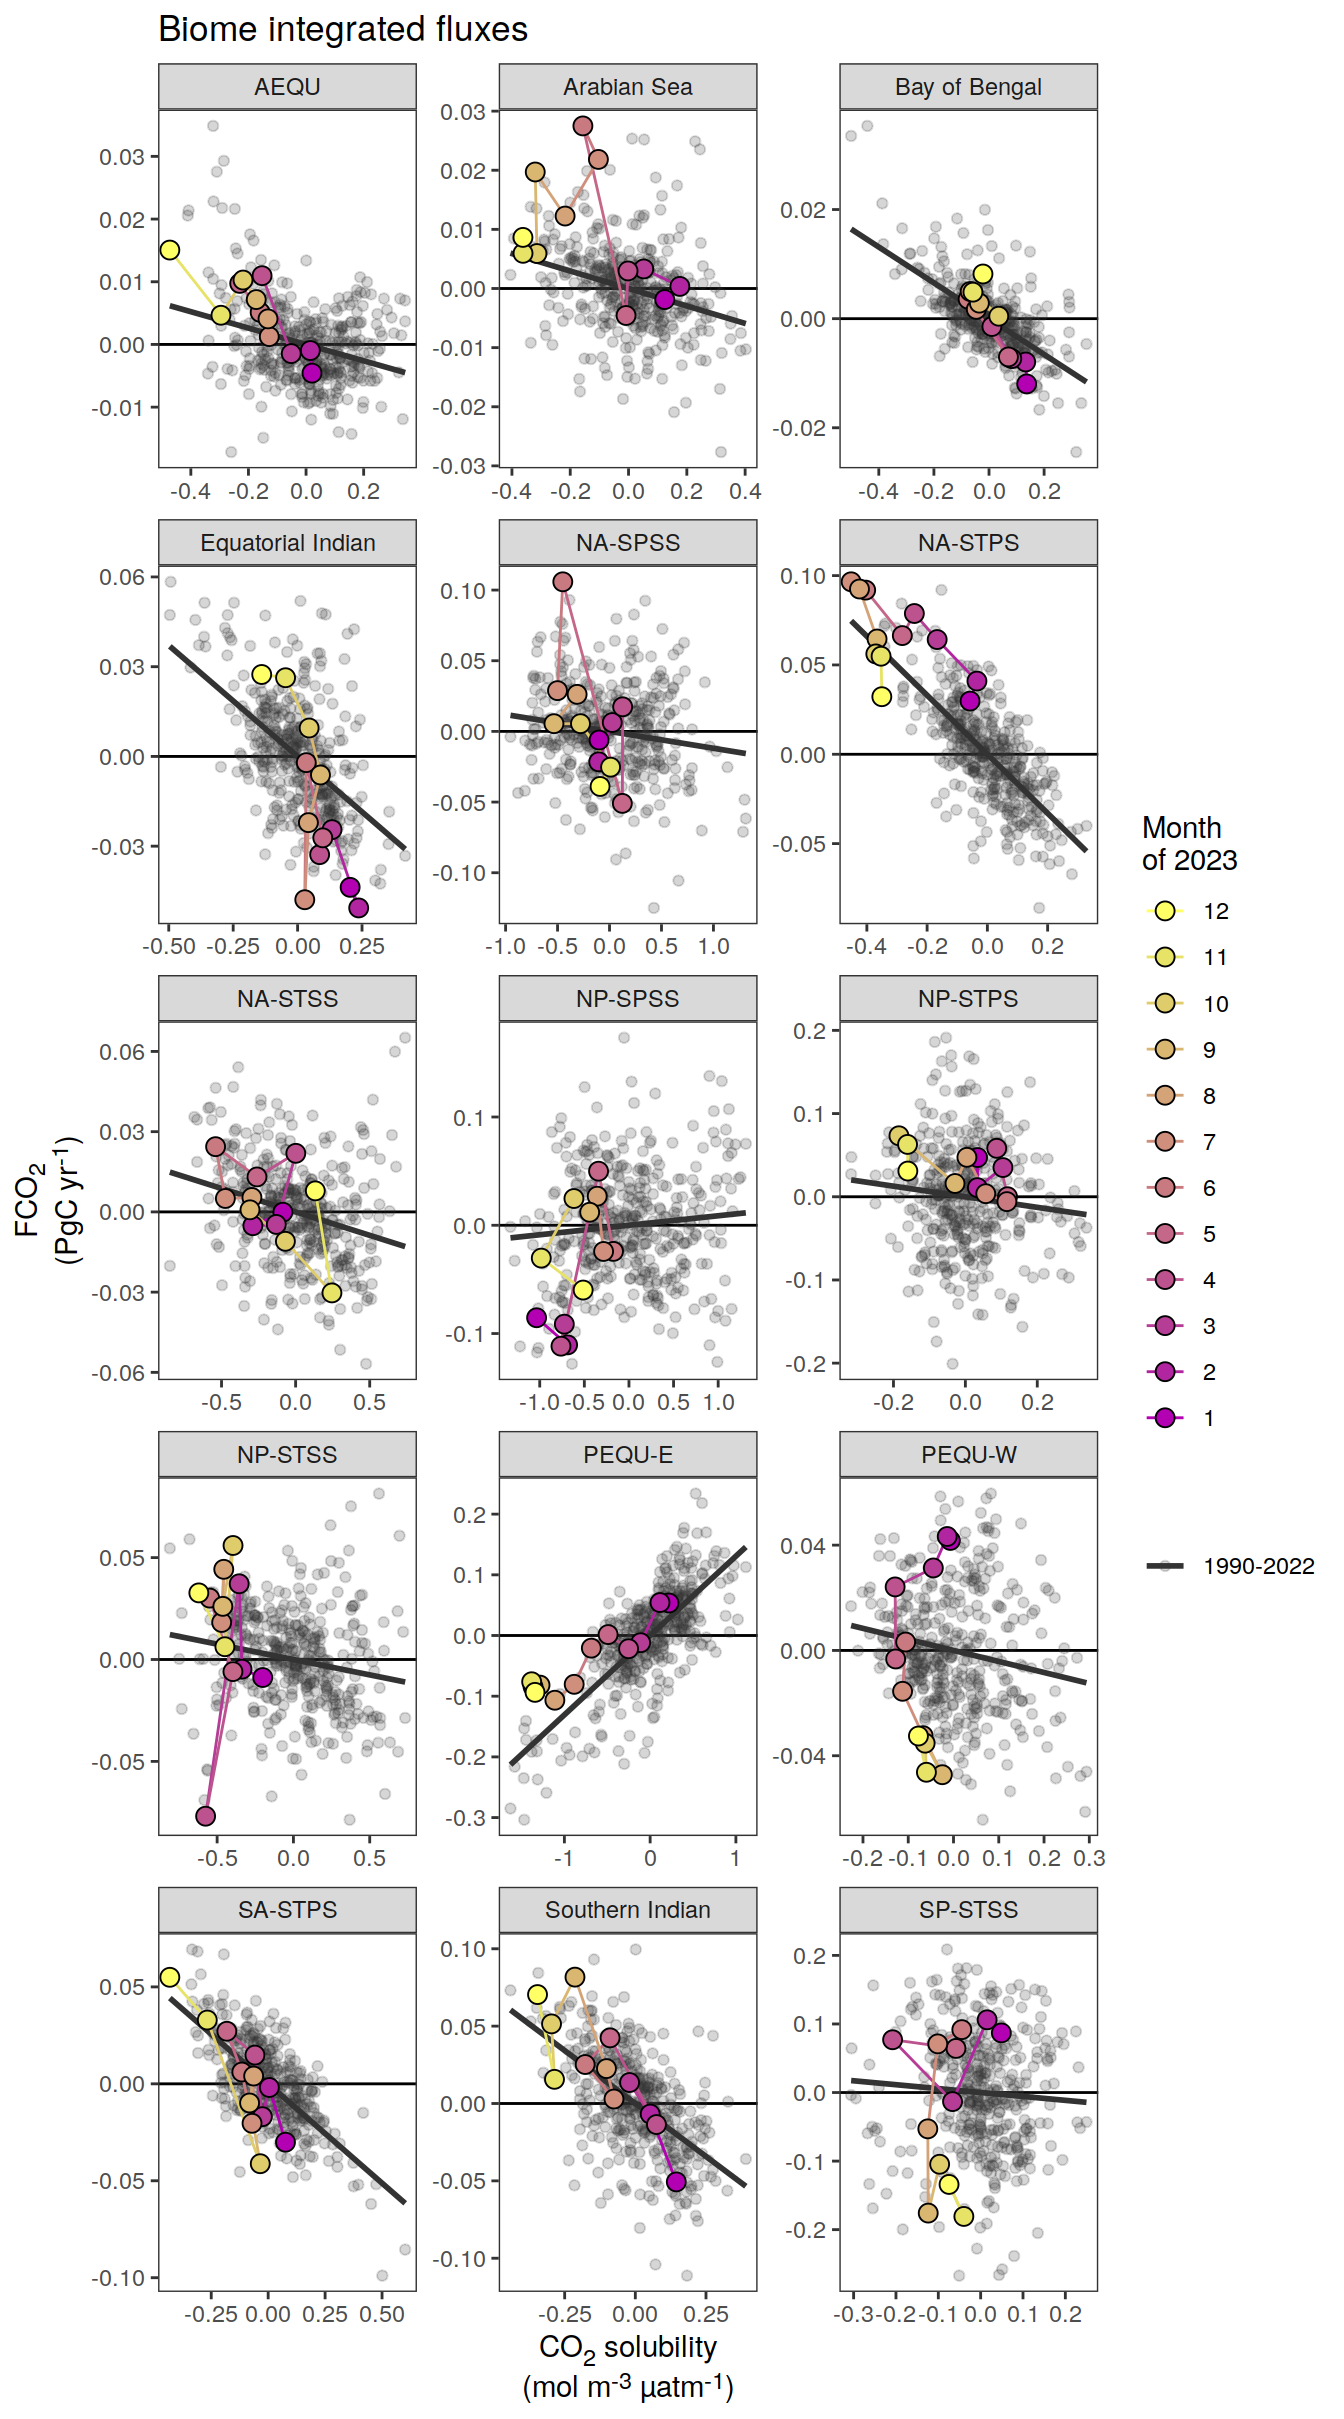 Biome integrated fluxes
AEQU
Arabian Sea
Bay of Bengal
0.03
0.02
0.01
0.00
-0.01
0.03
0.02
0.01
0.00
-0.01
-0.02
-0.03
0.02
0.00
-0.02
-0.4 -0.2 0.0 0.2
-0.4 -0.2 0.0 0.2 0.4
-0.4 -0.2 0.0 0.2
Equatorial Indian
NA-SPSS
NA-STPS
0.06
0.03
0.00
-0.03
0.10
0.05
0.00
-0.05
-0.10
0.10
0.05
0.00
-0.05
-0.50 -0.25 0.00 0.25
-1.0 -0.5 0.0 0.5 1.0
-0.4 -0.2 0.0 0.2
NA-STSS
NP-SPSS
NP-STPS
0.06
0.03
0.00
-0.03
-0.06
0.1
0.0
-0.1
0.2
0.1
0.0
-0.1
-0.2
-0.5 0.0 0.5
-1.0 -0.5 0.0 0.5 1.0
-0.2 0.0 0.2
NP-STSS
PEQU-E
PEQU-W
0.05
0.00
-0.05
0.2
0.1
0.0
-0.1
-0.2
-0.3
0.04
0.00
-0.04
-0.5 0.0 0.5
-1 0 1
-0.2 -0.1 0.0 0.1 0.2 0.3
SA-STPS
Southern Indian
SP-STSS
0.05
0.00
-0.05
-0.10
0.10
0.05
0.00
-0.05
-0.10
0.2
0.1
0.0
-0.1
-0.2
-0.25 0.00 0.25 0.50
-0.25 0.00 0.25
-0.3 -0.2 -0.1 0.0 0.1 0.2
FCO₂
(PgC yr⁻¹)
CO₂ solubility
(mol m⁻³ µatm⁻¹)
Month
of 2023
12
11
10
9
8
7
6
5
4
3
2
1
1990-2022